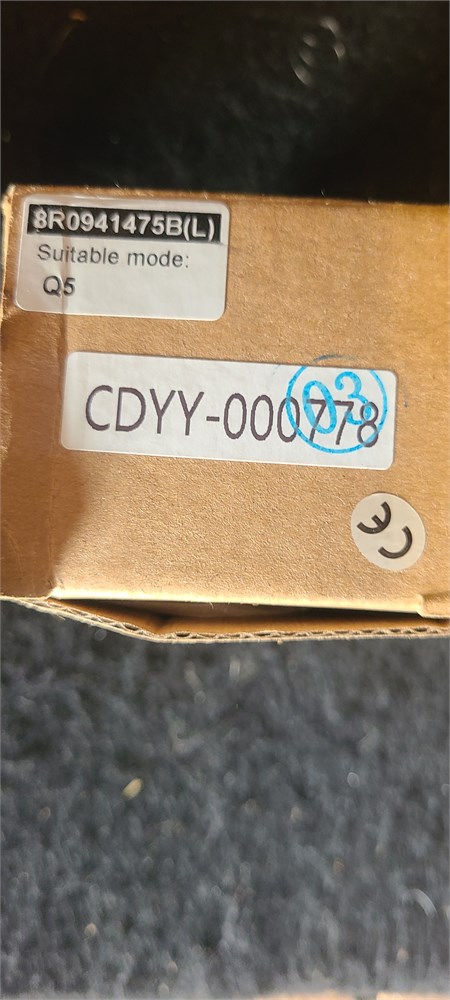 8R0941475B(L)
Suitable mode:
Q5
CDYY-000778
03
CE